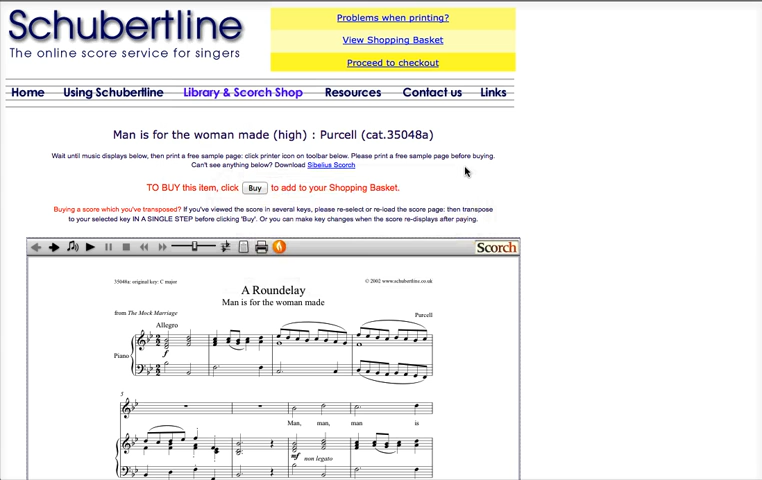 Schubertline
The online score service for singers
Problems when printing?
View Shopping Basket
Proceed to checkout
Home Using Schubertline Library & Scorch Shop Resources Contact us Links
Man is for the woman made (high) : Purcell (cat.35048a)
Wait until music displays below, then print a free sample page: click printer icon on toolbar below. Please print a free sample page before buying.
Can't see anything below? Download Sibelius Scorch
TO BUY this item, click Buy to add to your Shopping Basket.
Buying a score which you've transposed? If you've viewed the score in several keys, please re-select or re-load the score page: then transpose
to your selected key IN A SINGLE STEP before clicking 'Buy'. Or you can make key changes when the score re-displays after paying.
Scorch
35048a: original key: C major
© 2002 www.schubertline.co.uk
A Roundelay
Man is for the woman made
from The Mock Marriage
Purcell
Allegro
Piano
f
5
Man, man, man is
mf non legato